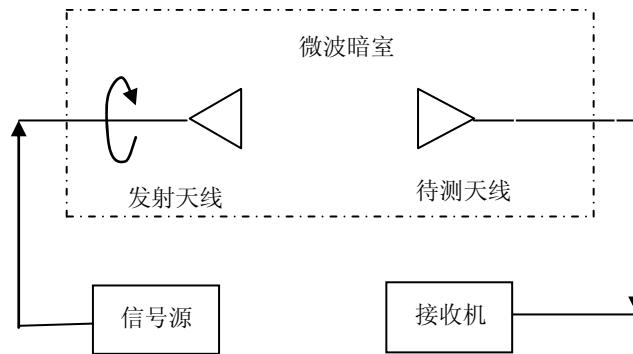 微波暗室
发射天线
待测天线
信号源
接收机